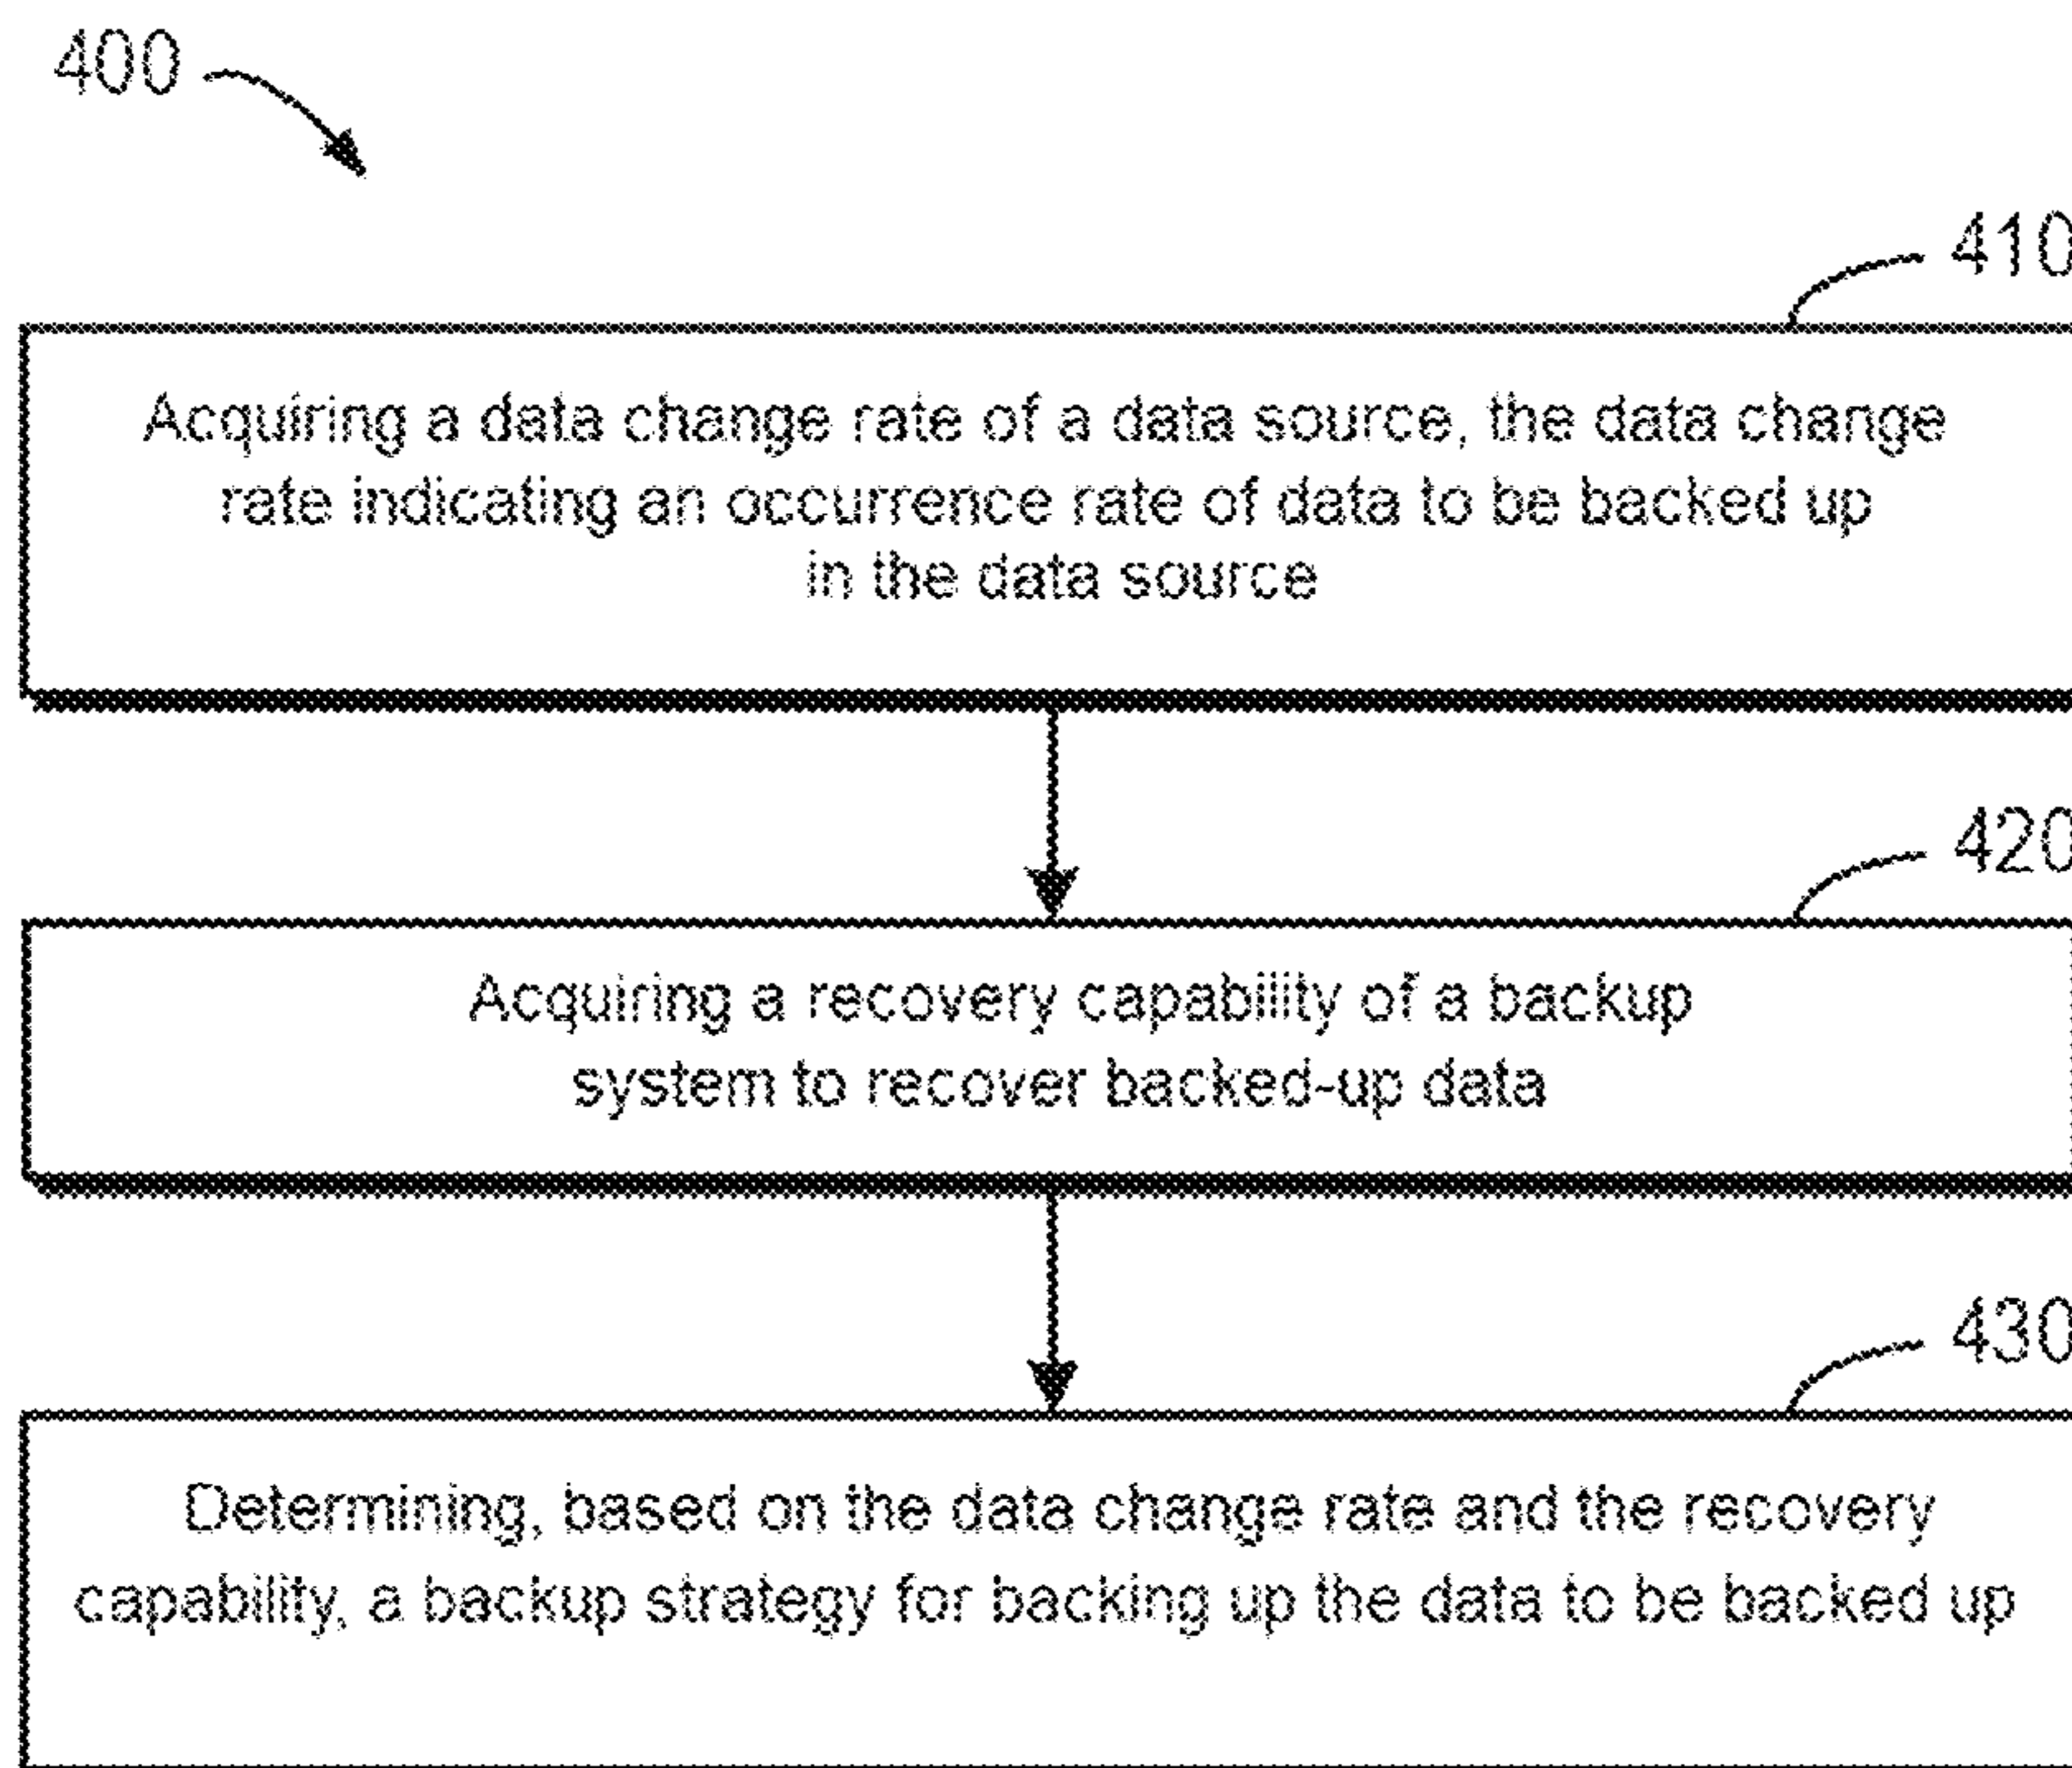 400
410
Acquiring a data change rate of a data source, the data change
rate indicating an occurrence rate of data to be backed up
in the data source
420
Acquiring a recovery capability of a backup
system to recover backed-up data
430
Determining, based on the data change rate and the recovery
capability, a backup strategy for backing up the data to be backed up